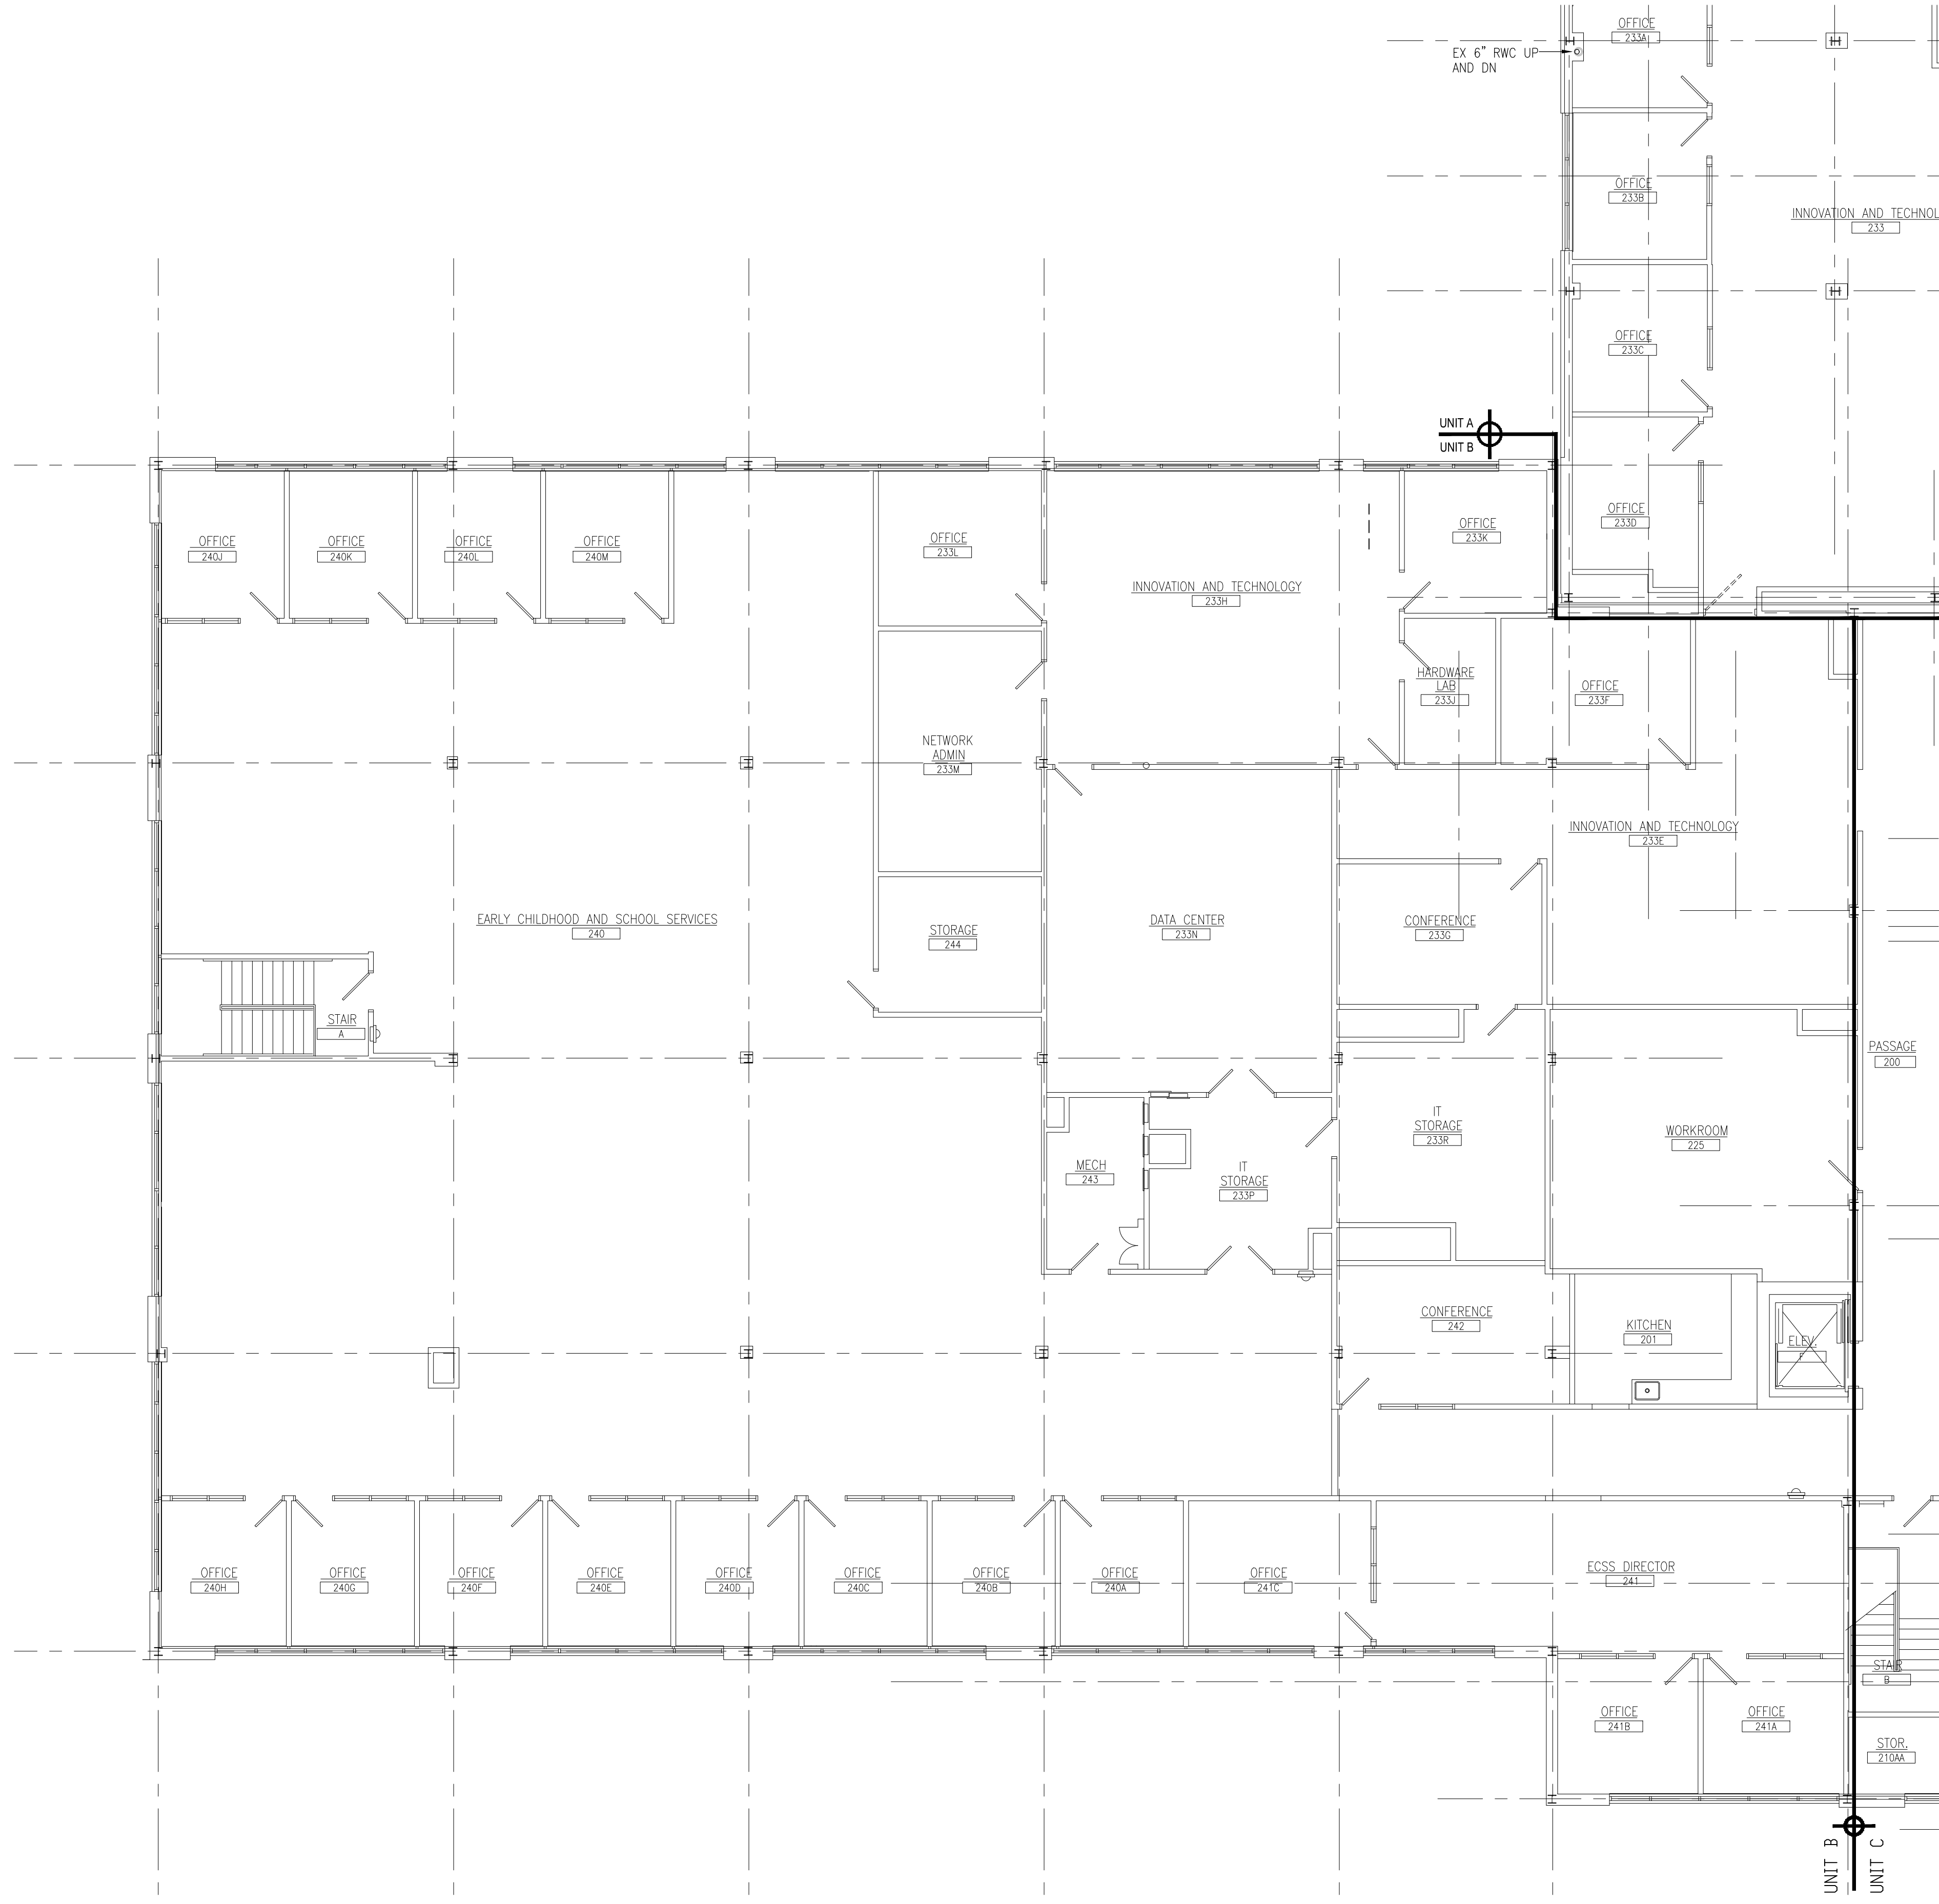 OFFICE
233A
EX 6" RWC UP
AND DN
OFFICE
233B
INNOVATION AND TECHNOL
233
OFFICE
233C
UNIT A
UNIT B
OFFICE
233D
OFFICE
240J
OFFICE
240K
OFFICE
240L
OFFICE
240M
OFFICE
233L
OFFICE
233K
INNOVATION AND TECHNOLOGY
233H
HARDWARE
LAB
233J
OFFICE
233F
NETWORK
ADMIN
233M
INNOVATION AND TECHNOLOGY
233E
EARLY CHILDHOOD AND SCHOOL SERVICES
240
STORAGE
244
DATA CENTER
233N
CONFERENCE
233G
STAIR
A
PASSAGE
200
IT
STORAGE
233R
WORKROOM
225
MECH
243
IT
STORAGE
233P
CONFERENCE
242
KITCHEN
201
ELEV.
F
OFFICE
240H
OFFICE
240G
OFFICE
240F
OFFICE
240E
OFFICE
240D
OFFICE
240C
OFFICE
240B
OFFICE
240A
OFFICE
241C
ECSS DIRECTOR
241
STAIR
B
OFFICE
241B
OFFICE
241A
STOR.
210AA
UNIT B
UNIT C